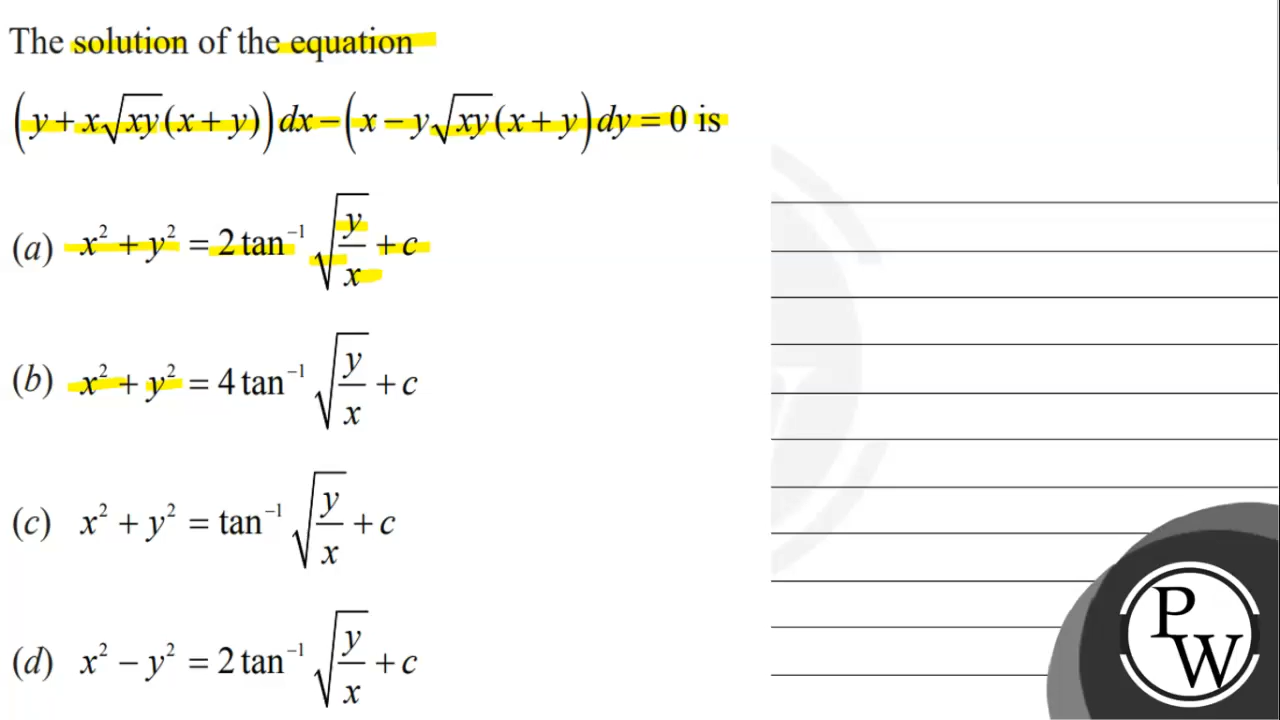 The solution of the equation
(y + x√xy(x + y))dx − (x − y√xy(x + y)dy = 0 is
(a) x² + y² = 2 tan⁻¹ √(y/x) + c
(b) x² + y² = 4 tan⁻¹ √(y/x) + c
(c) x² + y² = tan⁻¹ √(y/x) + c
(d) x² − y² = 2 tan⁻¹ √(y/x) + c
P
W